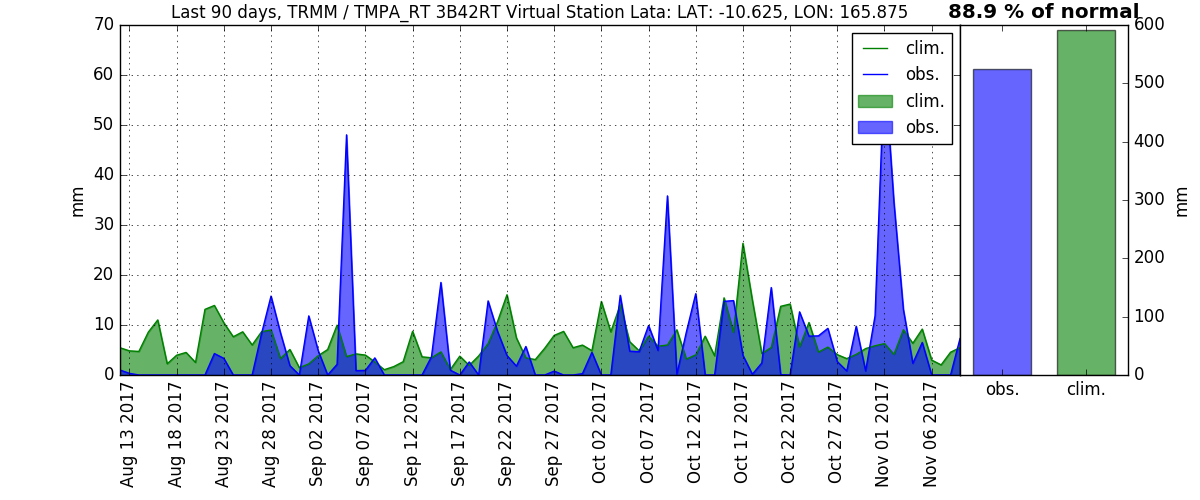 Last 90 days, TRMM / TMPA_RT 3B42RT Virtual Station Lata: LAT: -10.625, LON: 165.875
88.9 % of normal
70
60
50
40
30
20
10
0
mm
clim.
obs.
clim.
obs.
600
500
400
300
200
100
0
mm
obs.
clim.
Aug 13 2017
Aug 18 2017
Aug 23 2017
Aug 28 2017
Sep 02 2017
Sep 07 2017
Sep 12 2017
Sep 17 2017
Sep 22 2017
Sep 27 2017
Oct 02 2017
Oct 07 2017
Oct 12 2017
Oct 17 2017
Oct 22 2017
Oct 27 2017
Nov 01 2017
Nov 06 2017